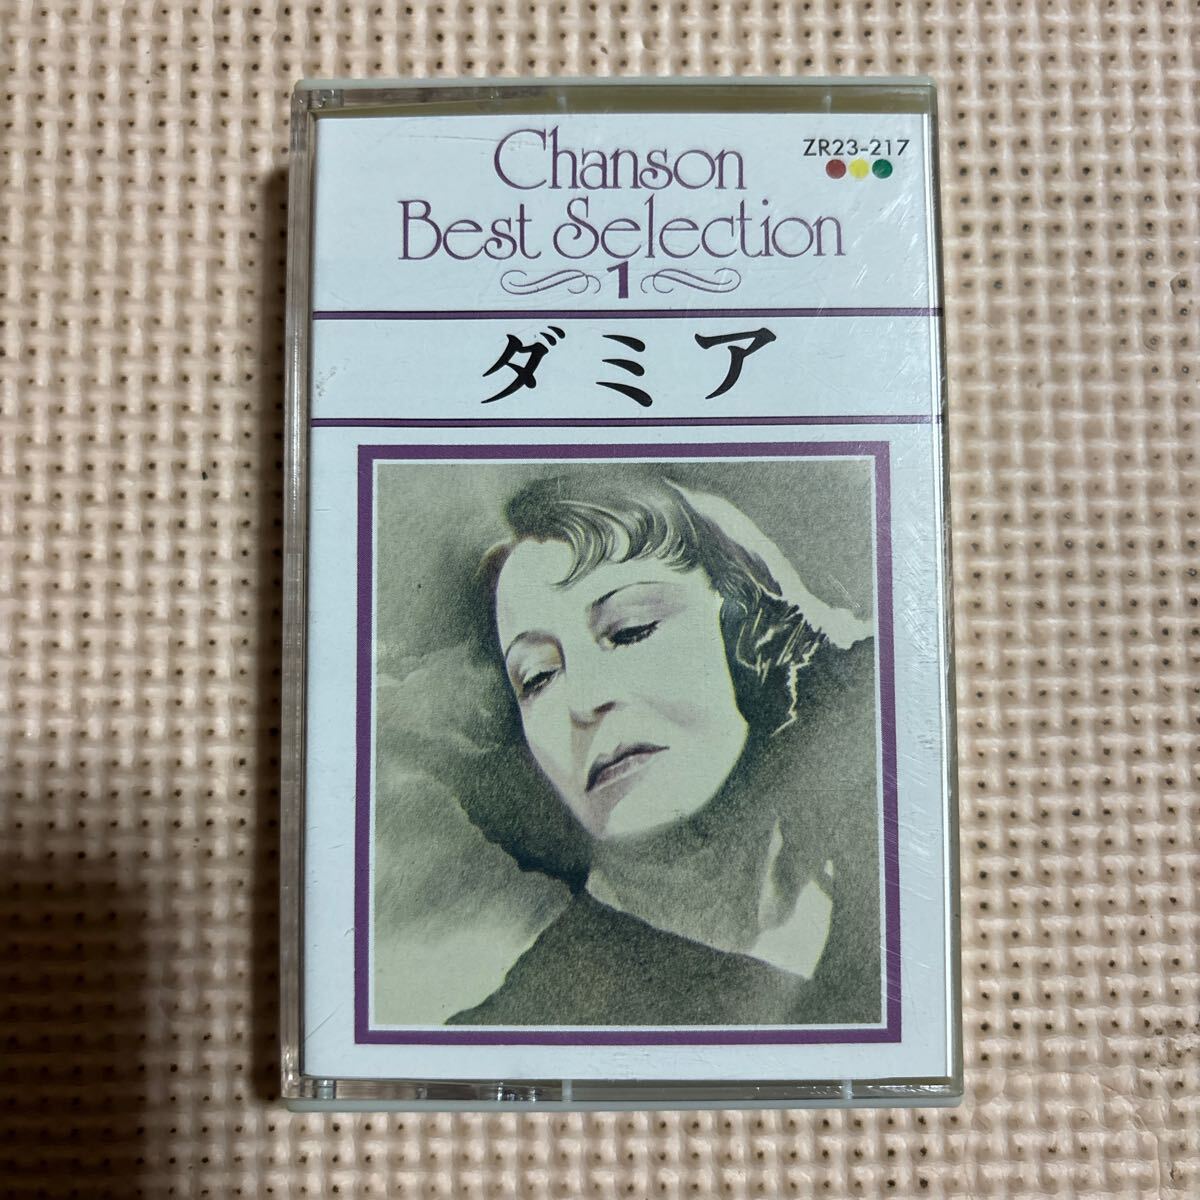 Chanson
ZR23-217
Best Selection
1
ダミア